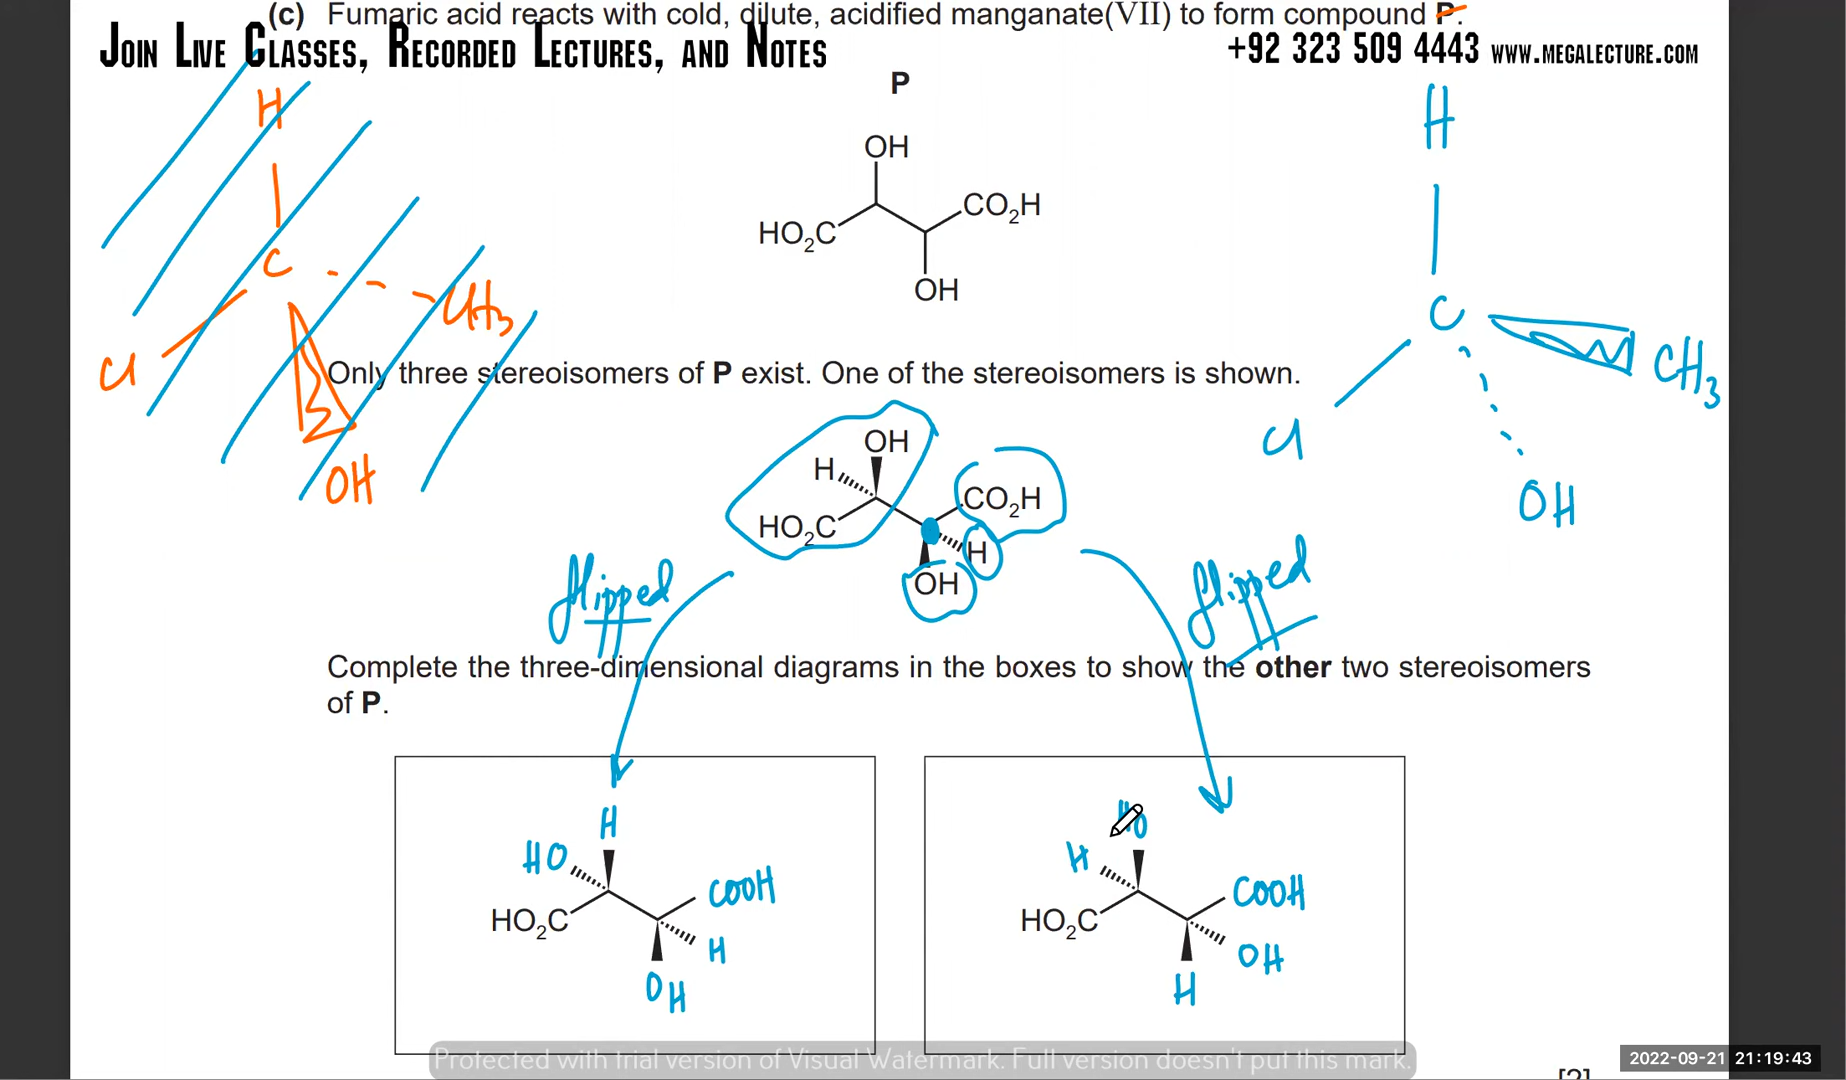 (c) Fumaric acid reacts with cold, dilute, acidified manganate(VII) to form compound P.
JOIN LIVE CLASSES, RECORDED LECTURES, AND NOTES
+92 323 509 4443 WWW.MEGALECTURE.COM
P
H
H
OH
HO₂C
CO₂H
OH
C
CH₃
Cl
OH
C
CH₃
Cl
OH
Only three stereoisomers of P exist. One of the stereoisomers is shown.
OH
H
HO₂C
CO₂H
H
OH
flipped
flipped
Complete the three-dimensional diagrams in the boxes to show the other two stereoisomers
of P.
H
HO
HO₂C
COOH
H
OH
H
HO₂C
COOH
OH
H
Protected with trial version of Visual Watermark. Full version doesn't put this mark.
2022-09-21 21:19:43